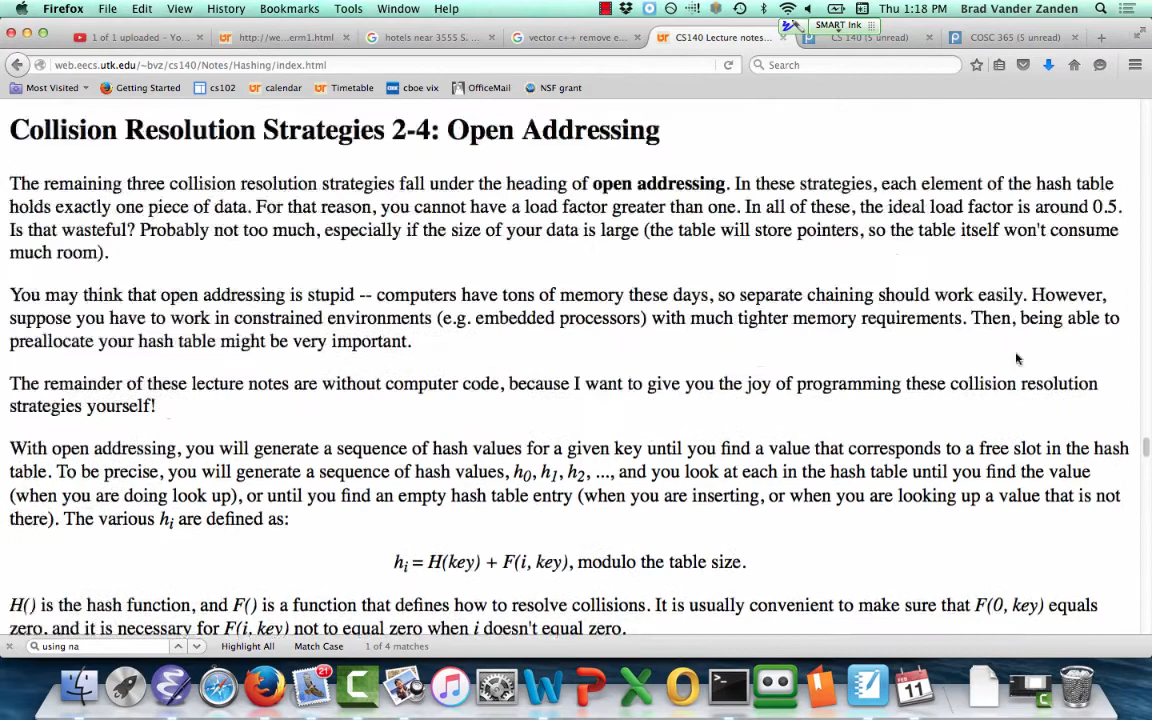 Firefox File Edit View History Bookmarks Tools Window Help Thu 1:18 PM Brad Vander Zanden
SMART Ink
1 of 1 uploaded - Yo... http://we...erm1.html hotels near 3555 S. ... vector c++ remove e... CS140 Lecture notes... CS 140 (5 unread) COSC 365 (5 unread)
web.eecs.utk.edu/~bvz/cs140/Notes/Hashing/index.html Search
Most Visited Getting Started cs102 calendar Timetable cboe vix OfficeMail NSF grant
Collision Resolution Strategies 2-4: Open Addressing
The remaining three collision resolution strategies fall under the heading of open addressing. In these strategies, each element of the hash table
holds exactly one piece of data. For that reason, you cannot have a load factor greater than one. In all of these, the ideal load factor is around 0.5.
Is that wasteful? Probably not too much, especially if the size of your data is large (the table will store pointers, so the table itself won't consume
much room).
You may think that open addressing is stupid -- computers have tons of memory these days, so separate chaining should work easily. However,
suppose you have to work in constrained environments (e.g. embedded processors) with much tighter memory requirements. Then, being able to
preallocate your hash table might be very important.
The remainder of these lecture notes are without computer code, because I want to give you the joy of programming these collision resolution
strategies yourself!
With open addressing, you will generate a sequence of hash values for a given key until you find a value that corresponds to a free slot in the hash
table. To be precise, you will generate a sequence of hash values, h0, h1, h2, ..., and you look at each in the hash table until you find the value
(when you are doing look up), or until you find an empty hash table entry (when you are inserting, or when you are looking up a value that is not
there). The various hi are defined as:
hi = H(key) + F(i, key), modulo the table size.
H() is the hash function, and F() is a function that defines how to resolve collisions. It is usually convenient to make sure that F(0, key) equals
zero, and it is necessary for F(i, key) not to equal zero when i doesn't equal zero.
using na Highlight All Match Case 1 of 4 matches
21
FEB
11